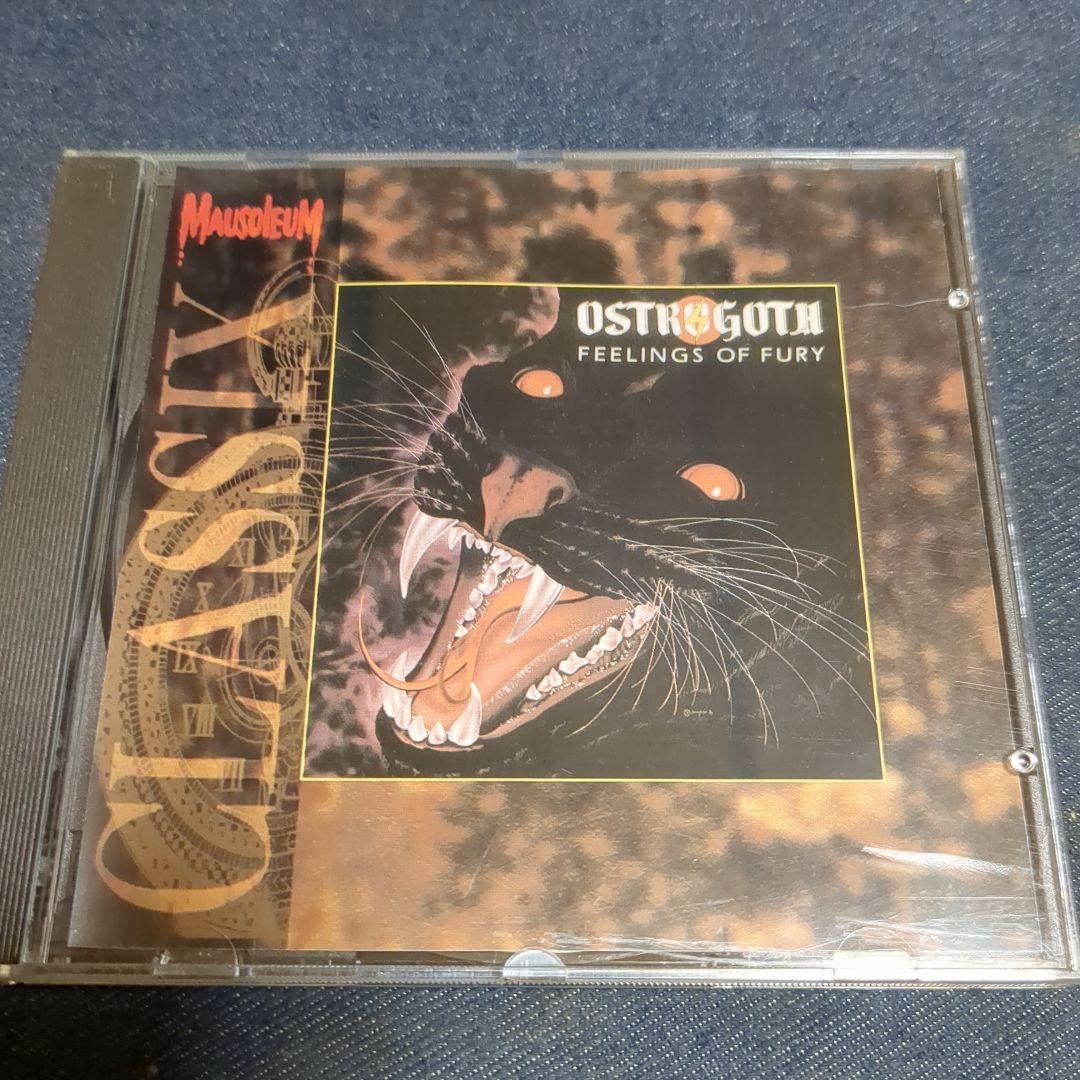 MAUSOLEUM
CLASSIX
OSTROGOTH
FEELINGS OF FURY